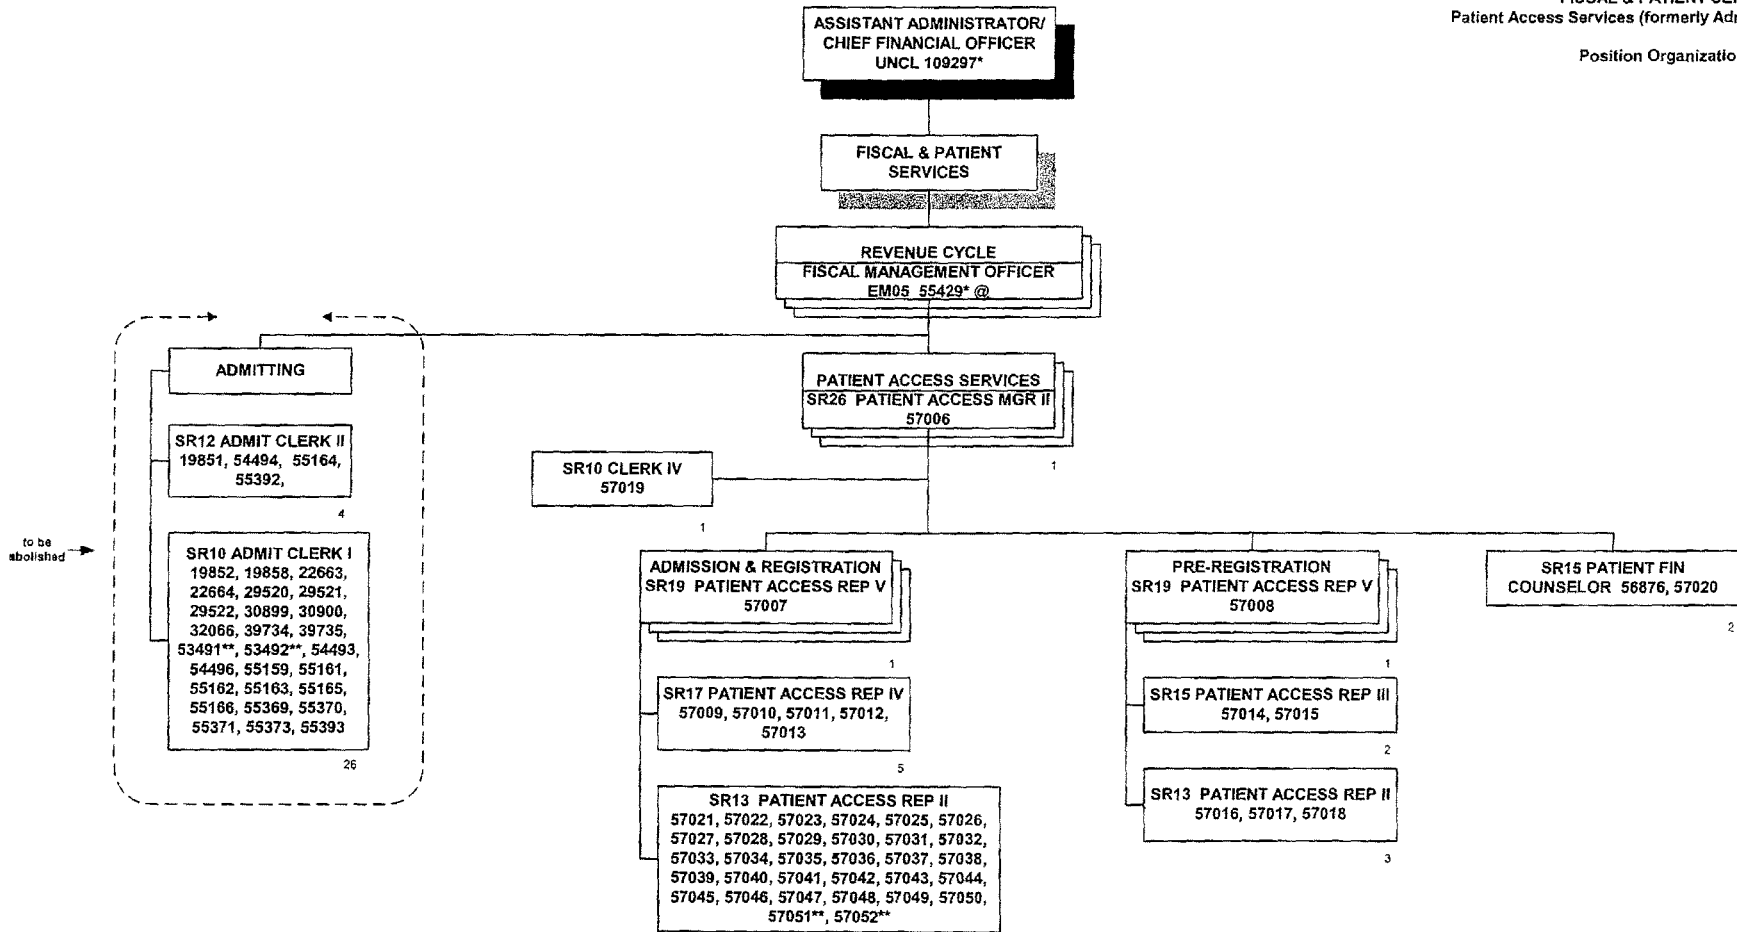 Patient Access Services (formerly
Position
ASSISTANT ADMINISTRATOR/
CHIEF FINANCIAL OFFICER
UNCL 109297*
FISCAL & PATIENT
SERVICES
REVENUE CYCLE
FISCAL MANAGEMENT OFFICER
EM05 55429* @
ADMITTING
SR12 ADMIT CLERK II
19851, 54494, 55164,
55392,
4
to be
abolished
SR10 ADMIT CLERK I
19852, 19858, 22663,
22664, 29520, 29521,
29522, 30899, 30900,
32066, 39734, 39735,
53491**, 53492**, 54493,
54496, 55159, 55161,
55162, 55163, 55165,
55166, 55369, 55370,
55371, 55373, 55393
26
PATIENT ACCESS SERVICES
SR26 PATIENT ACCESS MGR II
57006
1
SR10 CLERK IV
57019
1
ADMISSION & REGISTRATION
SR19 PATIENT ACCESS REP V
57007
1
SR17 PATIENT ACCESS REP IV
57009, 57010, 57011, 57012,
57013
5
SR13 PATIENT ACCESS REP II
57021, 57022, 57023, 57024, 57025, 57026,
57027, 57028, 57029, 57030, 57031, 57032,
57033, 57034, 57035, 57036, 57037, 57038,
57039, 57040, 57041, 57042, 57043, 57044,
57045, 57046, 57047, 57048, 57049, 57050,
57051**, 57052**
PRE-REGISTRATION
SR19 PATIENT ACCESS REP V
57008
1
SR15 PATIENT ACCESS REP III
57014, 57015
2
SR13 PATIENT ACCESS REP II
57016, 57017, 57018
3
SR15 PATIENT FIN
COUNSELOR 56876, 57020
2